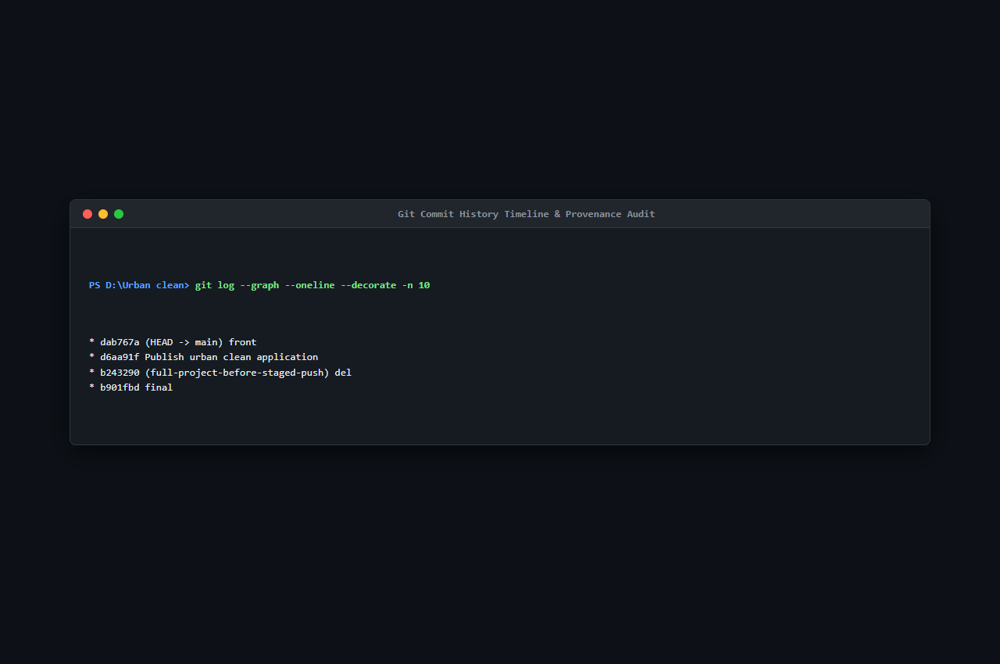 Git Commit History Timeline & Provenance Audit
PS D:\Urban clean> git log --graph --oneline --decorate -n 10
* dab767a (HEAD -> main) front
* d6aa91f Publish urban clean application
* b243290 (full-project-before-staged-push) del
* b901fbd final